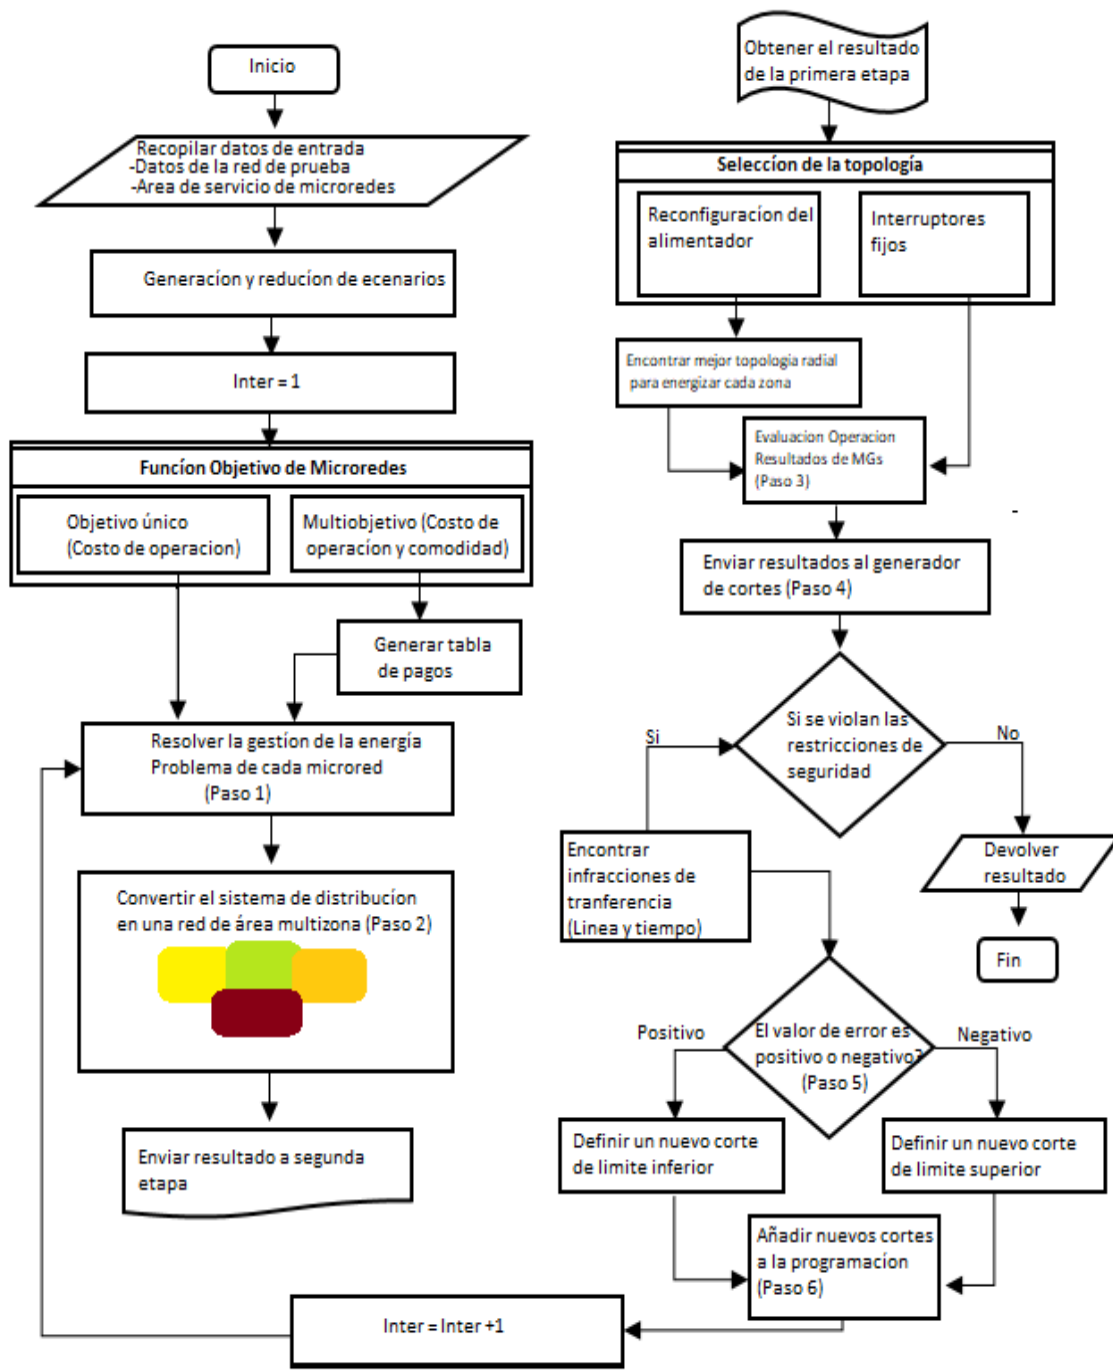 Inicio
Recopilar datos de entrada
-Datos de la red de prueba
-Area de servicio de microredes
Generacíon y reducíon de ecenarios
Inter = 1
Funcíon Objetivo de Microredes
Objetivo único
(Costo de operacion)
Multiobjetivo (Costo de
operacíon y comodidad)
Generar tabla
de pagos
Resolver la gestíon de la energía
Problema de cada microred
(Paso 1)
Convertir el sistema de distribucíon
en una red de área multizona (Paso 2)
Enviar resultado a segunda
etapa
Obtener el resultado
de la primera etapa
Seleccíon de la topología
Reconfiguracíon del
alimentador
Interruptores
fijos
Encontrar mejor topologia radial
para energizar cada zona
Evaluacion Operacion
Resultados de MGs
(Paso 3)
-
Enviar resultados al generador
de cortes (Paso 4)
Si se violan las
restricciones de
seguridad
Si
No
Encontrar
infracciones de
tranferencia
(Linea y tiempo)
Devolver
resultado
Fin
El valor de error es
positivo o negativo?
(Paso 5)
Positivo
Negativo
Definir un nuevo corte
de limite inferior
Definir un nuevo corte
de limite superior
Añadir nuevos cortes
a la programacíon
(Paso 6)
Inter = Inter +1